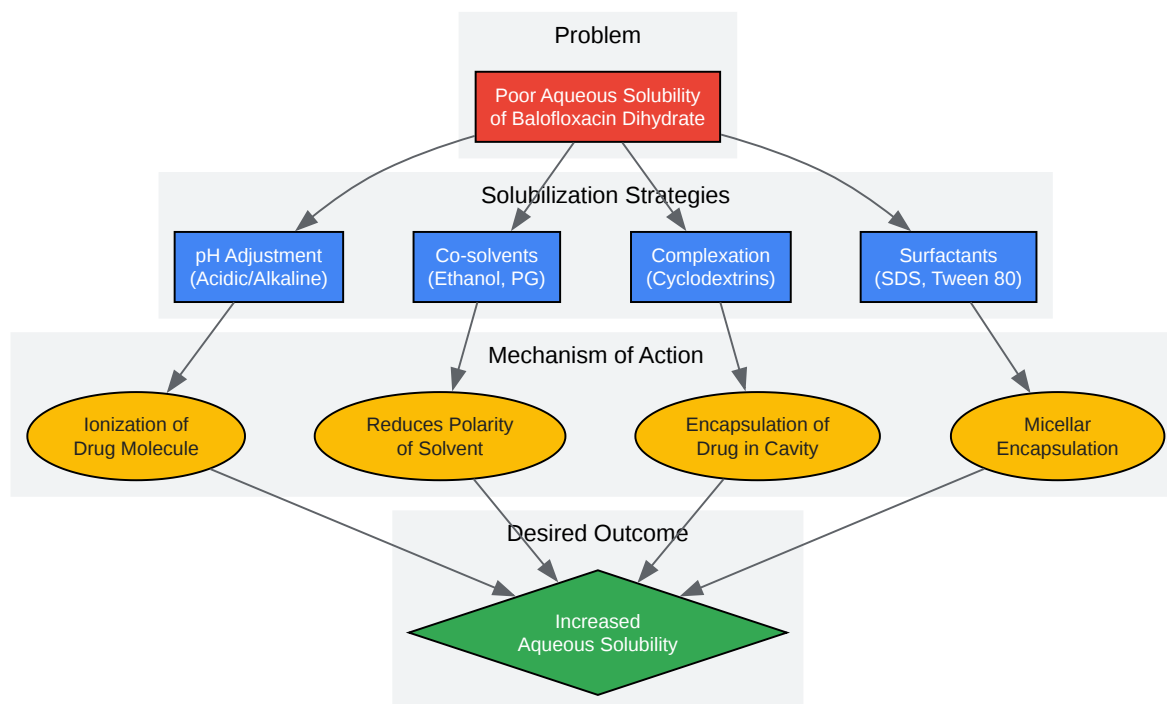 Problem
Poor Aqueous Solubility
of Balofloxacin Dihydrate
Solubilization Strategies
pH Adjustment
(Acidic/Alkaline)
Co-solvents
(Ethanol, PG)
Complexation
(Cyclodextrins)
Surfactants
(SDS, Tween 80)
Mechanism of Action
Ionization of
Drug Molecule
Reduces Polarity
of Solvent
Encapsulation of
Drug in Cavity
Micellar
Encapsulation
Desired Outcome
Increased
Aqueous Solubility